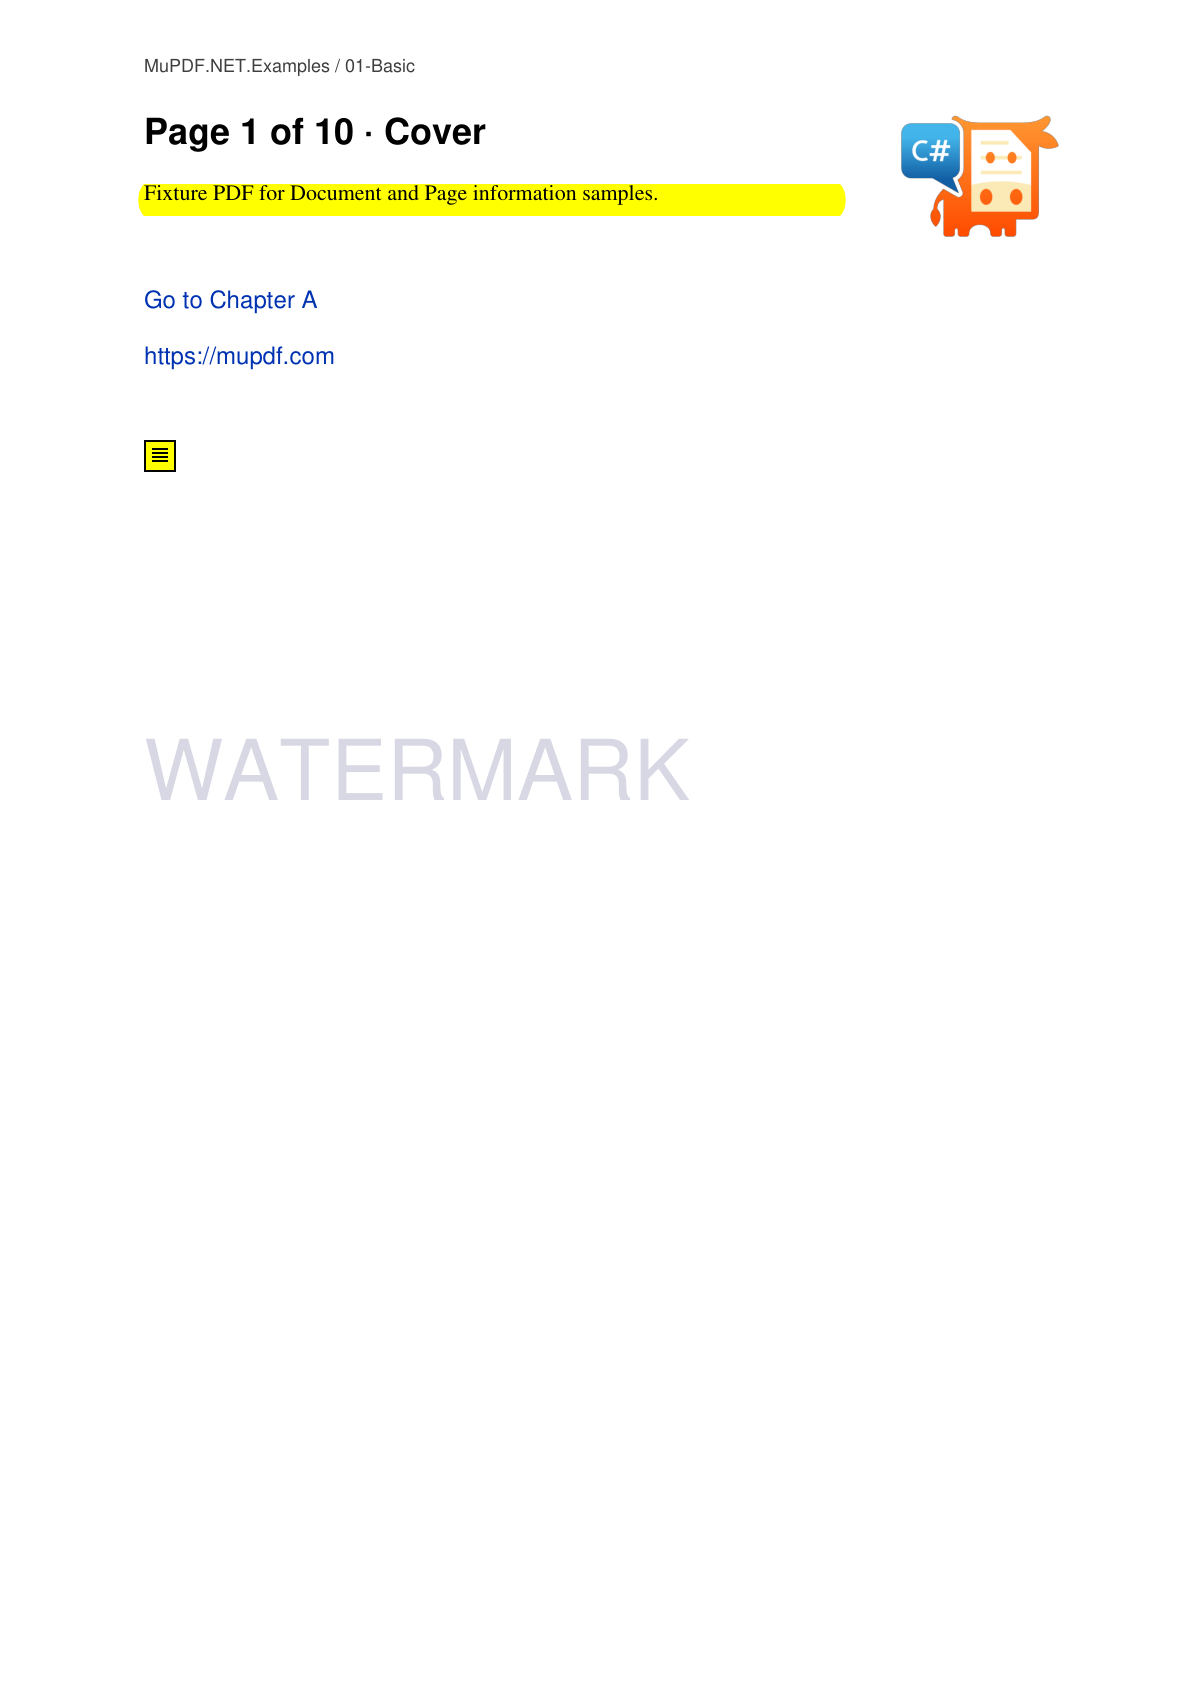 MuPDF.NET.Examples / 01-Basic
Page 1 of 10 · Cover
C#
Fixture PDF for Document and Page information samples.
Go to Chapter A
https://mupdf.com
WATERMARK